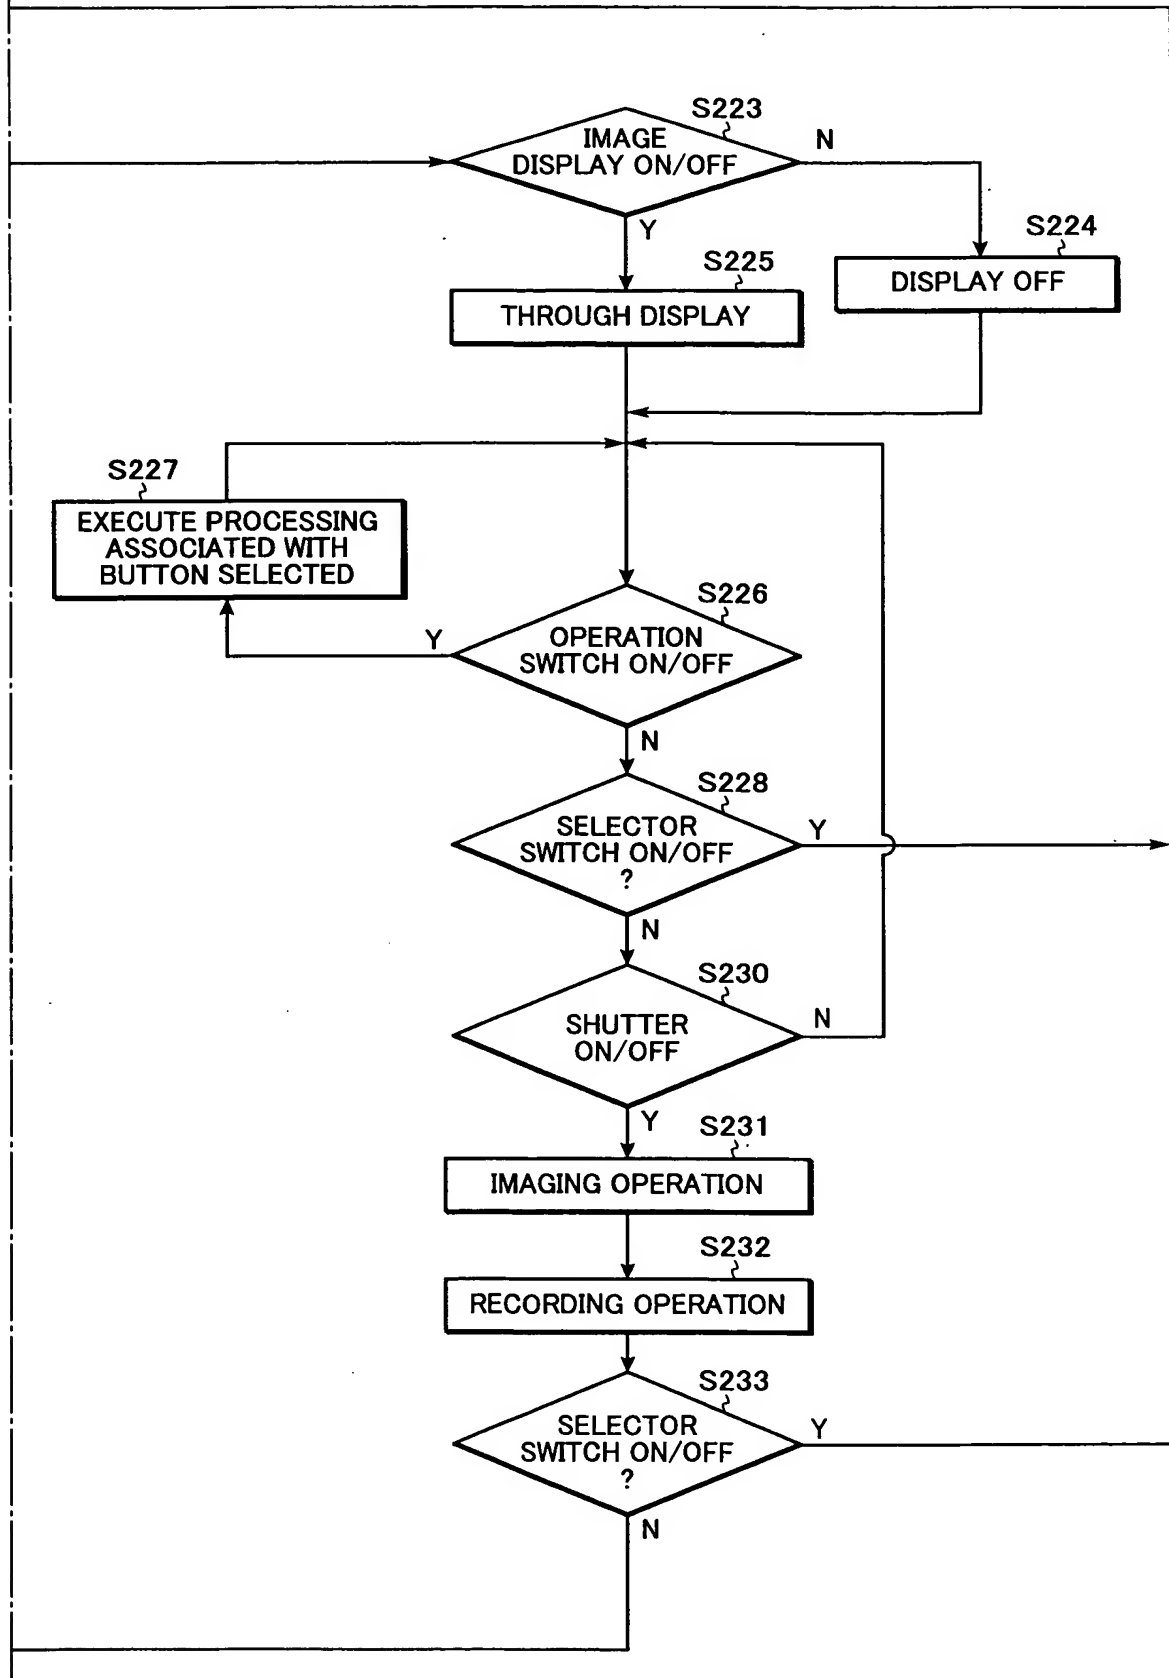 S223
IMAGE
DISPLAY ON/OFF
N
Y
S224
DISPLAY OFF
S225
THROUGH DISPLAY
S227
EXECUTE PROCESSING
ASSOCIATED WITH
BUTTON SELECTED
S226
Y
OPERATION
SWITCH ON/OFF
N
S228
SELECTOR
SWITCH ON/OFF
?
Y
N
S230
SHUTTER
ON/OFF
N
Y
S231
IMAGING OPERATION
S232
RECORDING OPERATION
S233
SELECTOR
SWITCH ON/OFF
?
Y
N